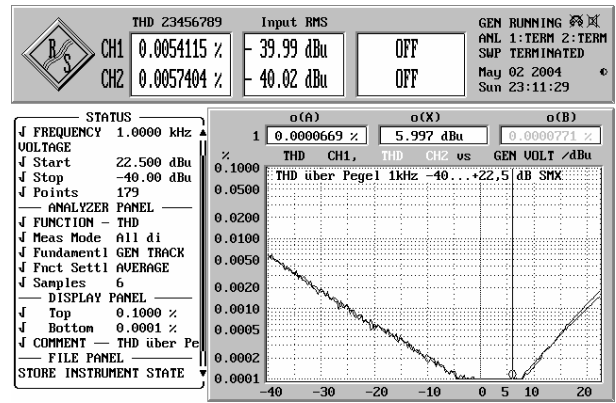 THD 23456789 Input RMS
R S
CH1 0.0054115 % - 39.99 dBu OFF
CH2 0.0057404 % - 40.02 dBu OFF
GEN RUNNING
ANL 1:TERM 2:TERM
SWP TERMINATED
May 02 2004
Sun 23:11:29
STATUS
√ FREQUENCY 1.0000 kHz
VOLTAGE
√ Start 22.500 dBu
√ Stop -40.00 dBu
√ Points 179
ANALYZER PANEL
√ FUNCTION - THD
√ Meas Mode All di
√ Fundamentl GEN TRACK
√ Fnct Settl AVERAGE
√ Samples 6
DISPLAY PANEL
√ Top 0.1000 %
√ Bottom 0.0001 %
√ COMMENT — THD über Pe
FILE PANEL
STORE INSTRUMENT STATE
o(A) o(X) o(B)
1 0.0000669 % 5.997 dBu 0.0000771 %
% THD CH1, THD CH2 vs GEN VOLT /dBu
THD über Pegel 1kHz -40...+22,5 dB SMX
0.1000
0.0500
0.0200
0.0100
0.0050
0.0020
0.0010
0.0005
0.0002
0.0001
-40 -30 -20 -10 0 5 10 20